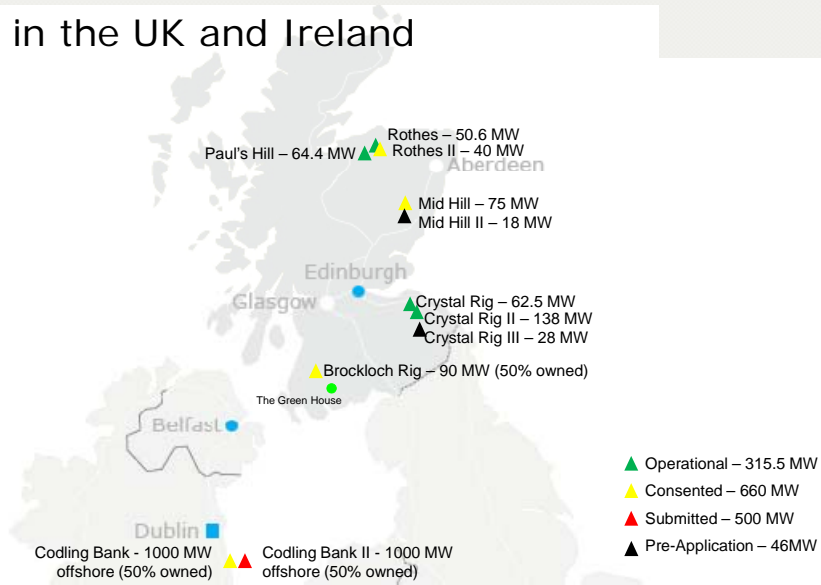 in the UK and Ireland
Rothes – 50.6 MW
Paul's Hill – 64.4 MW
Rothes II – 40 MW
Aberdeen
Mid Hill – 75 MW
Mid Hill II – 18 MW
Edinburgh
Glasgow
Crystal Rig – 62.5 MW
Crystal Rig II – 138 MW
Crystal Rig III – 28 MW
Brockloch Rig – 90 MW (50% owned)
The Green House
Belfast
Operational – 315.5 MW
Consented – 660 MW
Submitted – 500 MW
Pre-Application – 46MW
Dublin
Codling Bank - 1000 MW
offshore (50% owned)
Codling Bank II - 1000 MW
offshore (50% owned)